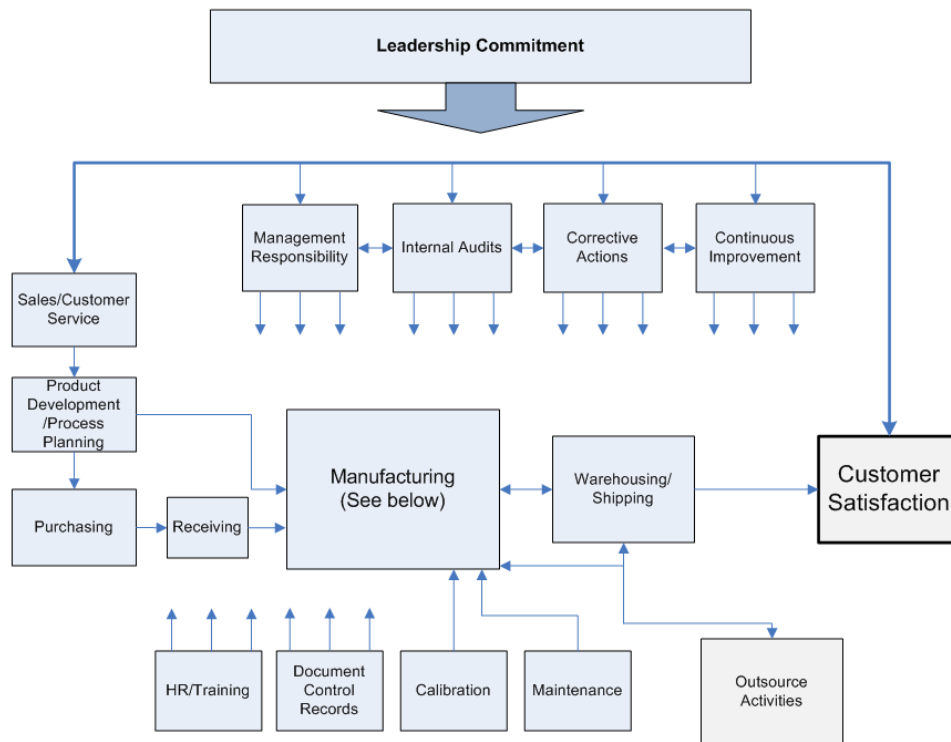 Leadership Commitment
Management
Responsibility
Internal Audits
Corrective
Actions
Continuous
Improvement
Sales/Customer
Service
Product
Development
/Process
Planning
Manufacturing
(See below)
Warehousing/
Shipping
Customer
Satisfaction
Purchasing
Receiving
HR/Training
Document
Control
Records
Calibration
Maintenance
Outsource
Activities